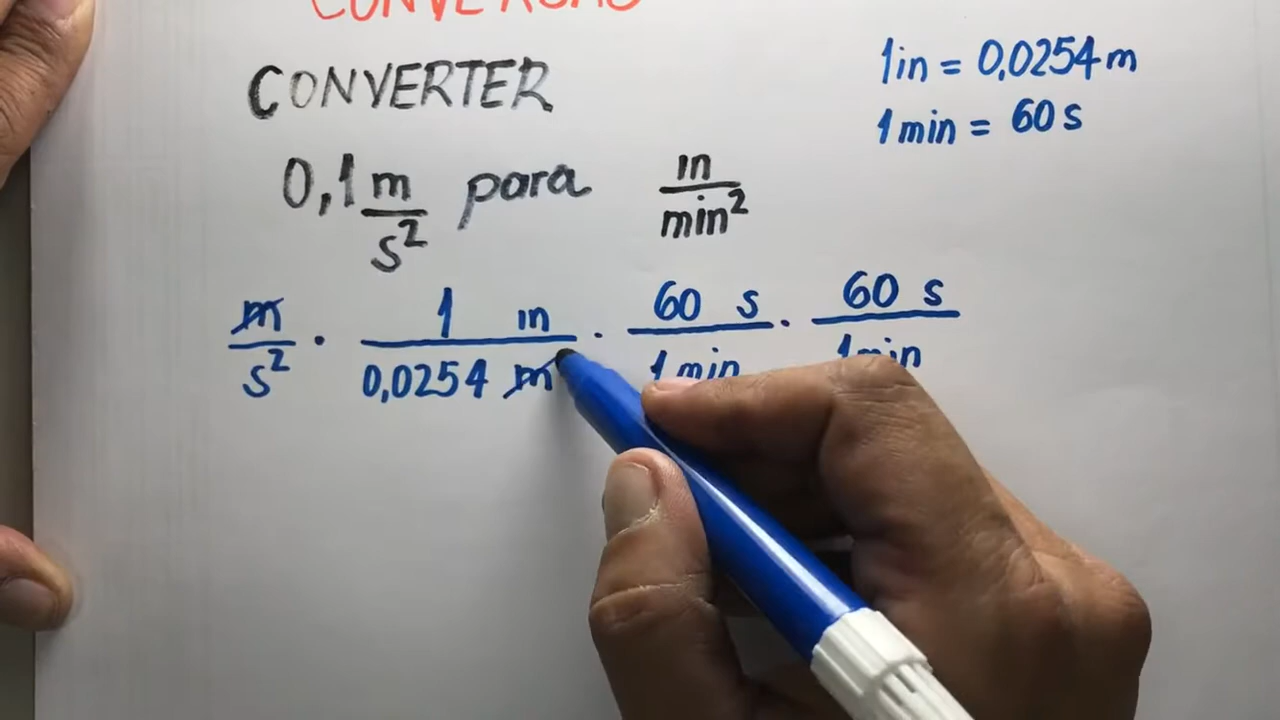 CONVERSÃO
CONVERTER
0,1 m/s² para in/min²
1in = 0,0254 m
1 min = 60 s
m/s² · 1 in/0,0254 m · 60 s/1 min · 60 s/1 min